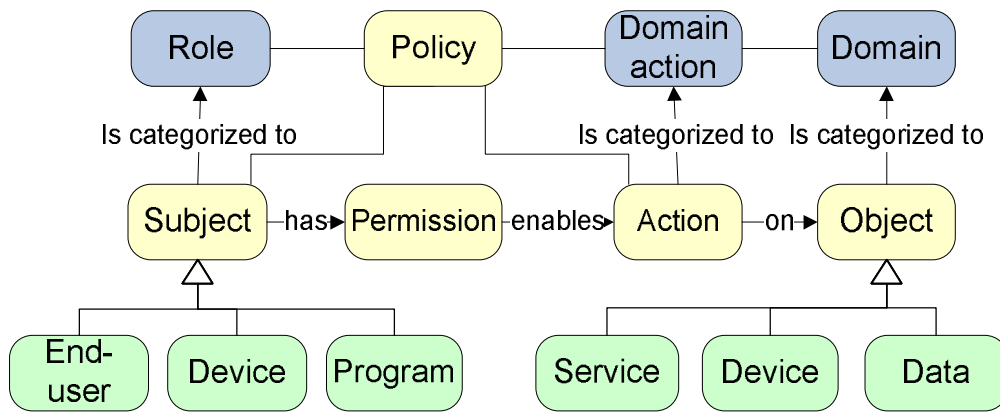 Role
Policy
Domain
action
Domain
Is categorized to
Is categorized to
Is categorized to
Subject
has
Permission
enables
Action
on
Object
End-
user
Device
Program
Service
Device
Data